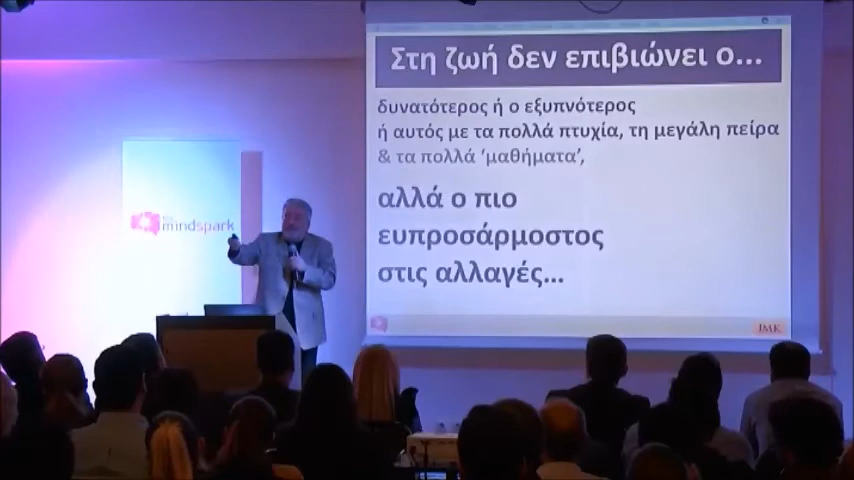 Στη ζωή δεν επιβιώνει ο...
δυνατότερος ή ο εξυπνότερος
ή αυτός με τα πολλά πτυχία, τη μεγάλη πείρα
& τα πολλά ‘μαθήματα’,
αλλά ο πιο
ευπροσάρμοστος
στις αλλαγές...
mindspark
JMK